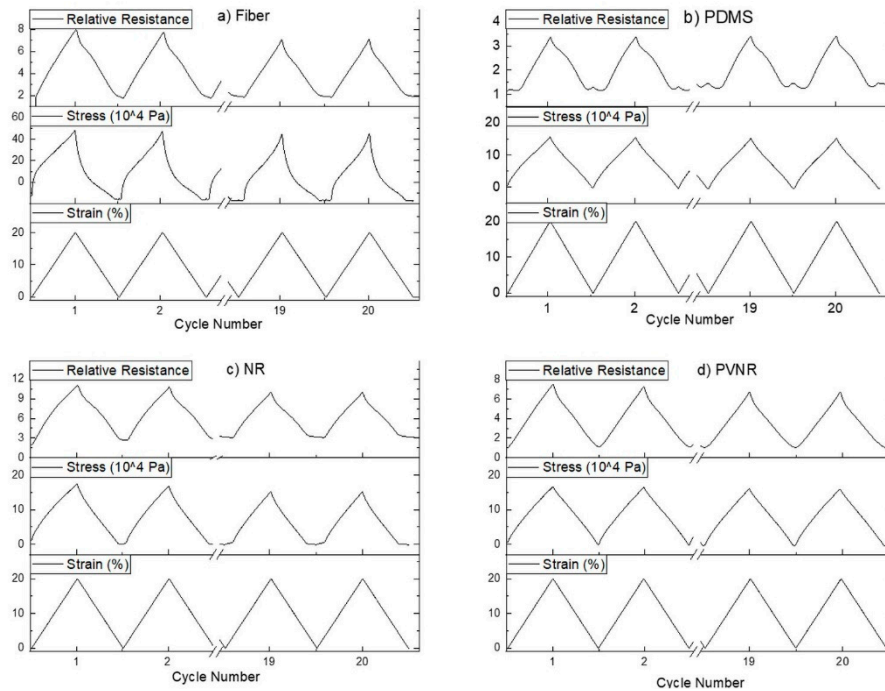 a) Fiber
Relative Resistance
8
6
4
2
Stress (10^4 Pa)
60
40
20
0
Strain (%)
20
10
0
1 2 19 20
Cycle Number
b) PDMS
Relative Resistance
4
3
2
1
Stress (10^4 Pa)
20
10
0
Strain (%)
20
10
0
1 2 19 20
Cycle Number
c) NR
Relative Resistance
12
9
6
3
0
Stress (10^4 Pa)
20
10
0
Strain (%)
20
10
0
1 2 19 20
Cycle Number
d) PVNR
Relative Resistance
8
6
4
2
0
Stress (10^4 Pa)
20
10
0
Strain (%)
20
10
0
1 2 19 20
Cycle Number